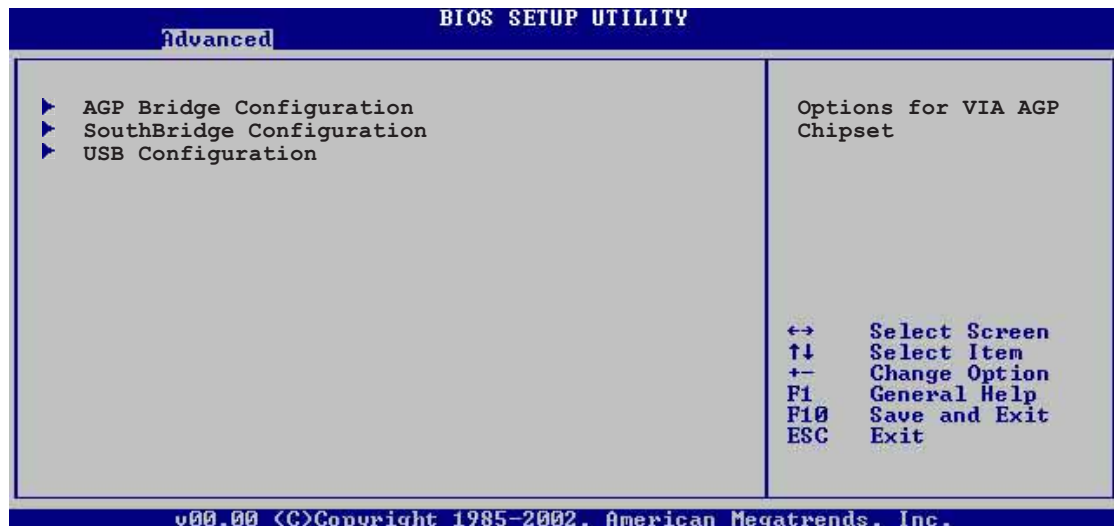 BIOS SETUP UTILITY
Advanced
AGP Bridge Configuration
SouthBridge Configuration
USB Configuration
Options for VIA AGP
Chipset
←→ Select Screen
↑↓ Select Item
+- Change Option
F1 General Help
F10 Save and Exit
ESC Exit
v00.00 (C)Copyright 1985-2002, American Megatrends, Inc.